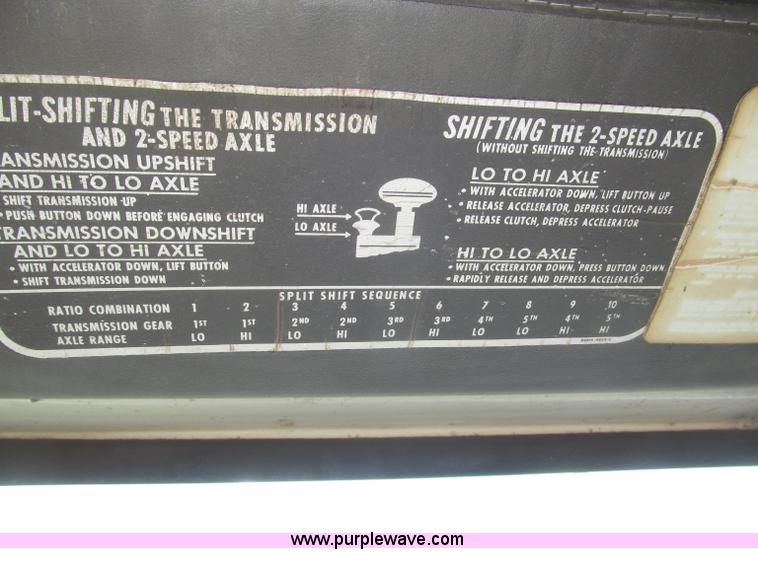 LIT-SHIFTING THE TRANSMISSION
AND 2-SPEED AXLE
ANSMISSION UPSHIFT
AND HI TO LO AXLE
• SHIFT TRANSMISSION UP
• PUSH BUTTON DOWN BEFORE ENGAGING CLUTCH
TRANSMISSION DOWNSHIFT
AND LO TO HI AXLE
• WITH ACCELERATOR DOWN, LIFT BUTTON
• SHIFT TRANSMISSION DOWN
HI AXLE
LO AXLE
SHIFTING THE 2-SPEED AXLE
(WITHOUT SHIFTING THE TRANSMISSION)
LO TO HI AXLE
• WITH ACCELERATOR DOWN, LIFT BUTTON UP
• RELEASE ACCELERATOR, DEPRESS CLUTCH-PAUSE
• RELEASE CLUTCH, DEPRESS ACCELERATOR
HI TO LO AXLE
• WITH ACCELERATOR DOWN, PRESS BUTTON DOWN
• RAPIDLY RELEASE AND DEPRESS ACCELERATOR
SPLIT SHIFT SEQUENCE
RATIO COMBINATION 1 2 3 4 5 6 7 8 9 10
TRANSMISSION GEAR 1ST 1ST 2ND 2ND 3RD 3RD 4TH 5TH 4TH 5TH
AXLE RANGE LO HI LO HI LO HI LO LO HI HI
www.purplewave.com